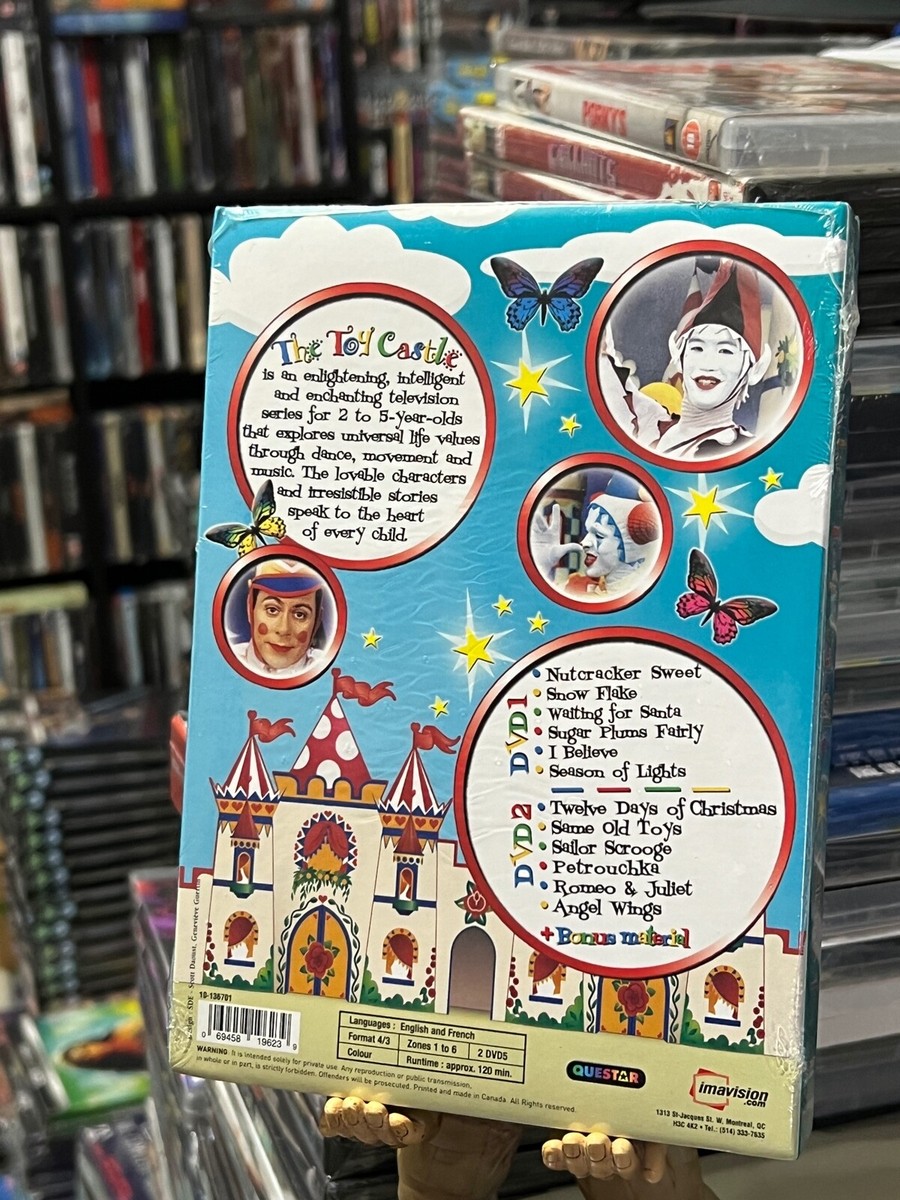 PORKY'S
18
The Toy Castle
is an enlightening, intelligent
and enchanting television
series for 2 to 5-year-olds
that explores universal life values
through dance, movement and
music. The lovable characters
and irresistible stories
speak to the heart
of every child.
DVD1
Nutcracker Sweet
Snow Flake
Waiting for Santa
Sugar Plums Fairly
I Believe
Season of Lights
DVD2
Twelve Days of Christmas
Same Old Toys
Sailor Scrooge
Petrouchka
Romeo & Juliet
Angel Wings
+ Bonus material
10-136701
0 69458 19623 9
Languages : English and French
Format 4/3 Zones 1 to 6 2 DVD5
Colour Runtime : approx. 120 min.
WARNING. It is intended solely for private use. Any reproduction or public transmission,
in whole or in part, is strictly forbidden. Offenders will be prosecuted. Printed and made in Canada. All Rights reserved.
QUESTAR
imavision
.com
1313 St-Jacques St. W. Montreal, QC
H3C 4K2 • Tel.: (514) 333-7635